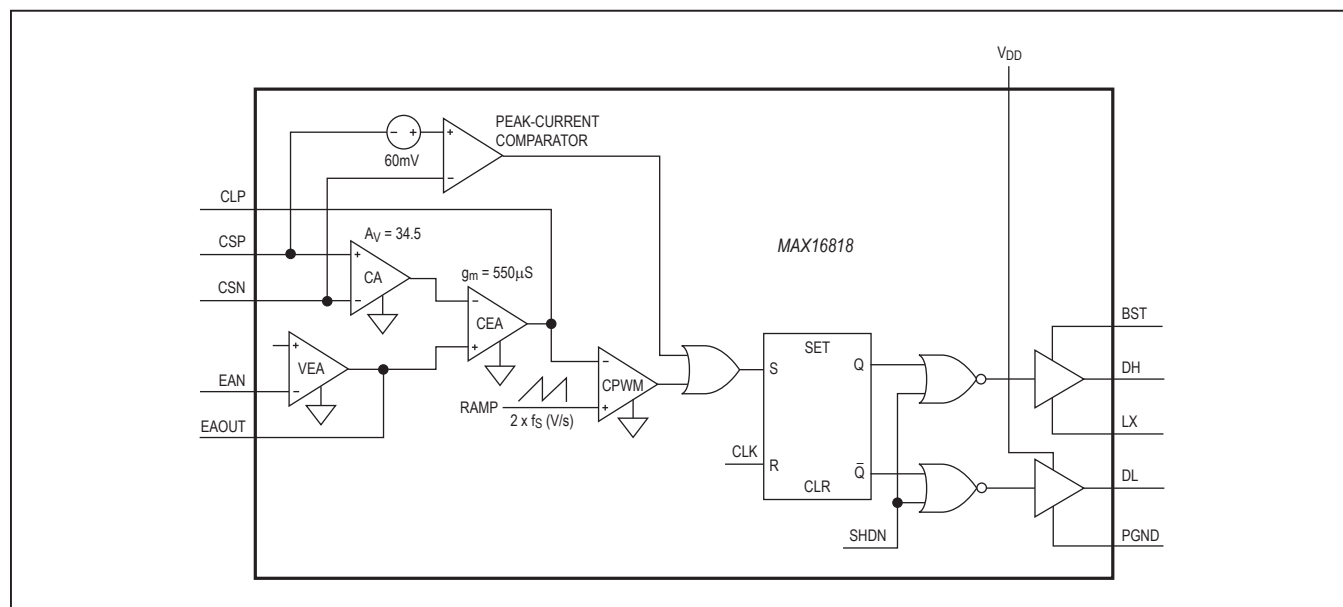 VDD
PEAK-CURRENT
COMPARATOR
- +
+
60mV
-
CLP
AV = 34.5
MAX16818
CSP
+
CA
gm = 550µS
CSN
-
-
CEA
BST
+
SET
+
VEA
-
S
Q
DH
EAN
-
CPWM
RAMP
+
2 x fS (V/s)
LX
EAOUT
CLK
R
Q̅
CLR
DL
SHDN
PGND